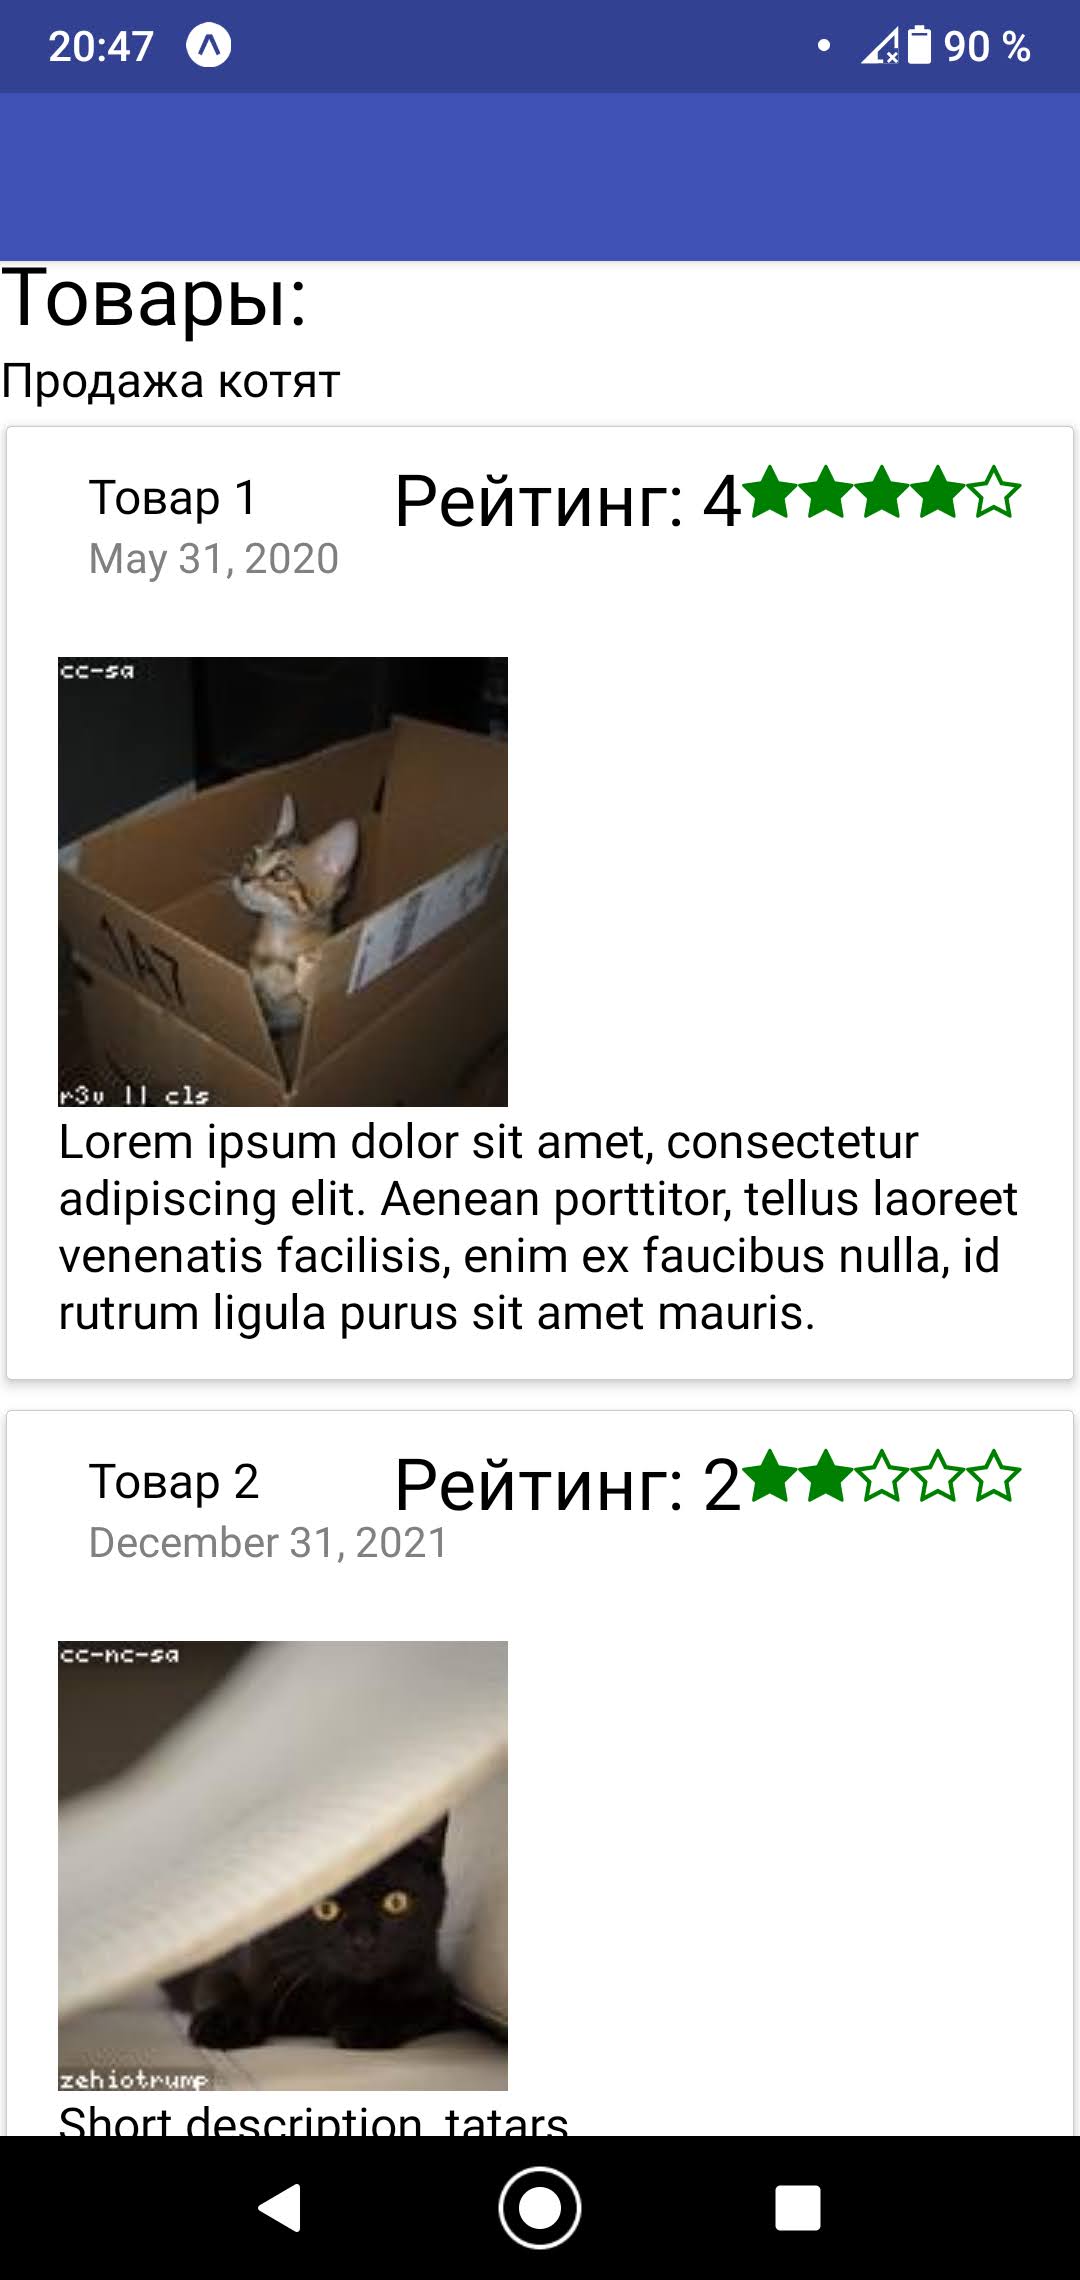 20:47
90 %
Товары:
Продажа котят
Товар 1
Рейтинг: 4
May 31, 2020
cc-sa
r3v || cls
Lorem ipsum dolor sit amet, consectetur
adipiscing elit. Aenean porttitor, tellus laoreet
venenatis facilisis, enim ex faucibus nulla, id
rutrum ligula purus sit amet mauris.
Товар 2
Рейтинг: 2
December 31, 2021
cc-nc-sa
zehiotrump
Short description, tatars